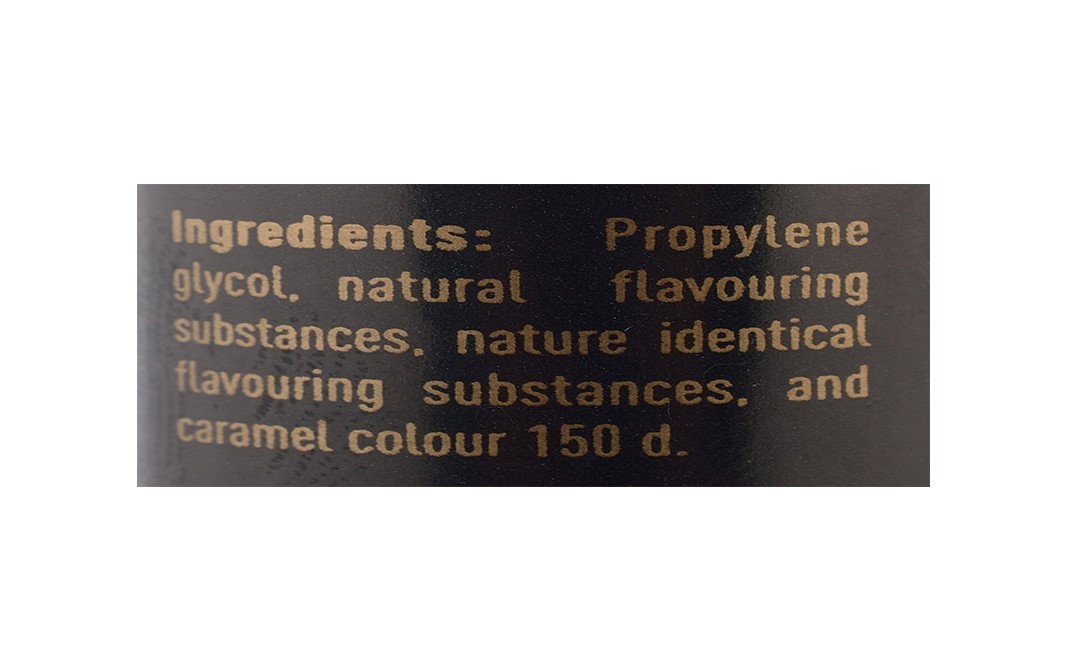 Ingredients: Propylene
glycol, natural flavouring
substances, nature identical
flavouring substances, and
caramel colour 150 d.